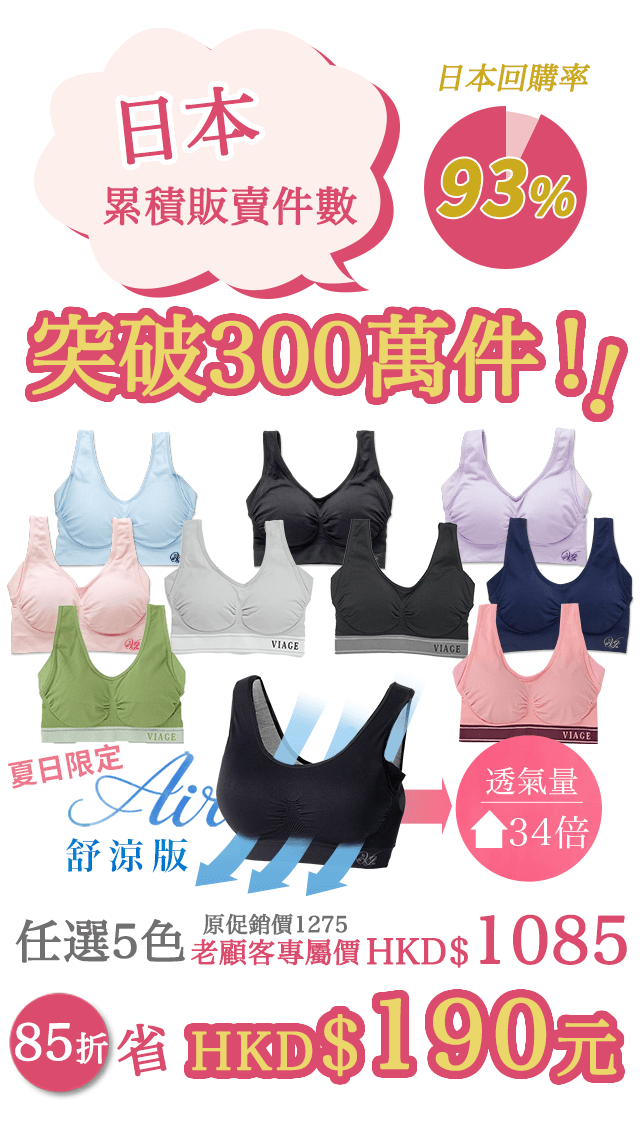 日本
累積販賣件數
日本回購率
93%
突破300萬件!!
VIAGE
VIAGE
VIAGE
VIAGE
夏日限定
Air
舒涼版
透氣量
34倍
任選5色
原促銷價1275
老顧客專屬價HKD$1085
85折
省
HKD$190元